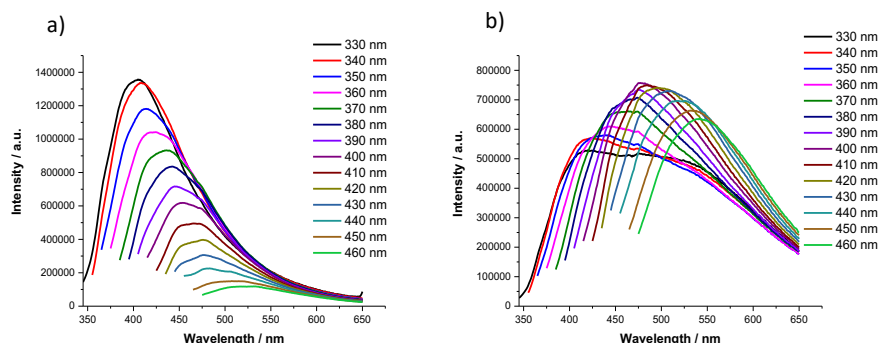 a)
Intensity / a.u.
1400000
1200000
1000000
800000
600000
400000
200000
0
350 400 450 500 550 600 650
Wavelength / nm
330 nm
340 nm
350 nm
360 nm
370 nm
380 nm
390 nm
400 nm
410 nm
420 nm
430 nm
440 nm
450 nm
460 nm
b)
Intensity / a.u.
800000
700000
600000
500000
400000
300000
200000
100000
0
350 400 450 500 550 600 650
Wavelength / nm
330 nm
340 nm
350 nm
360 nm
370 nm
380 nm
390 nm
400 nm
410 nm
420 nm
430 nm
440 nm
450 nm
460 nm